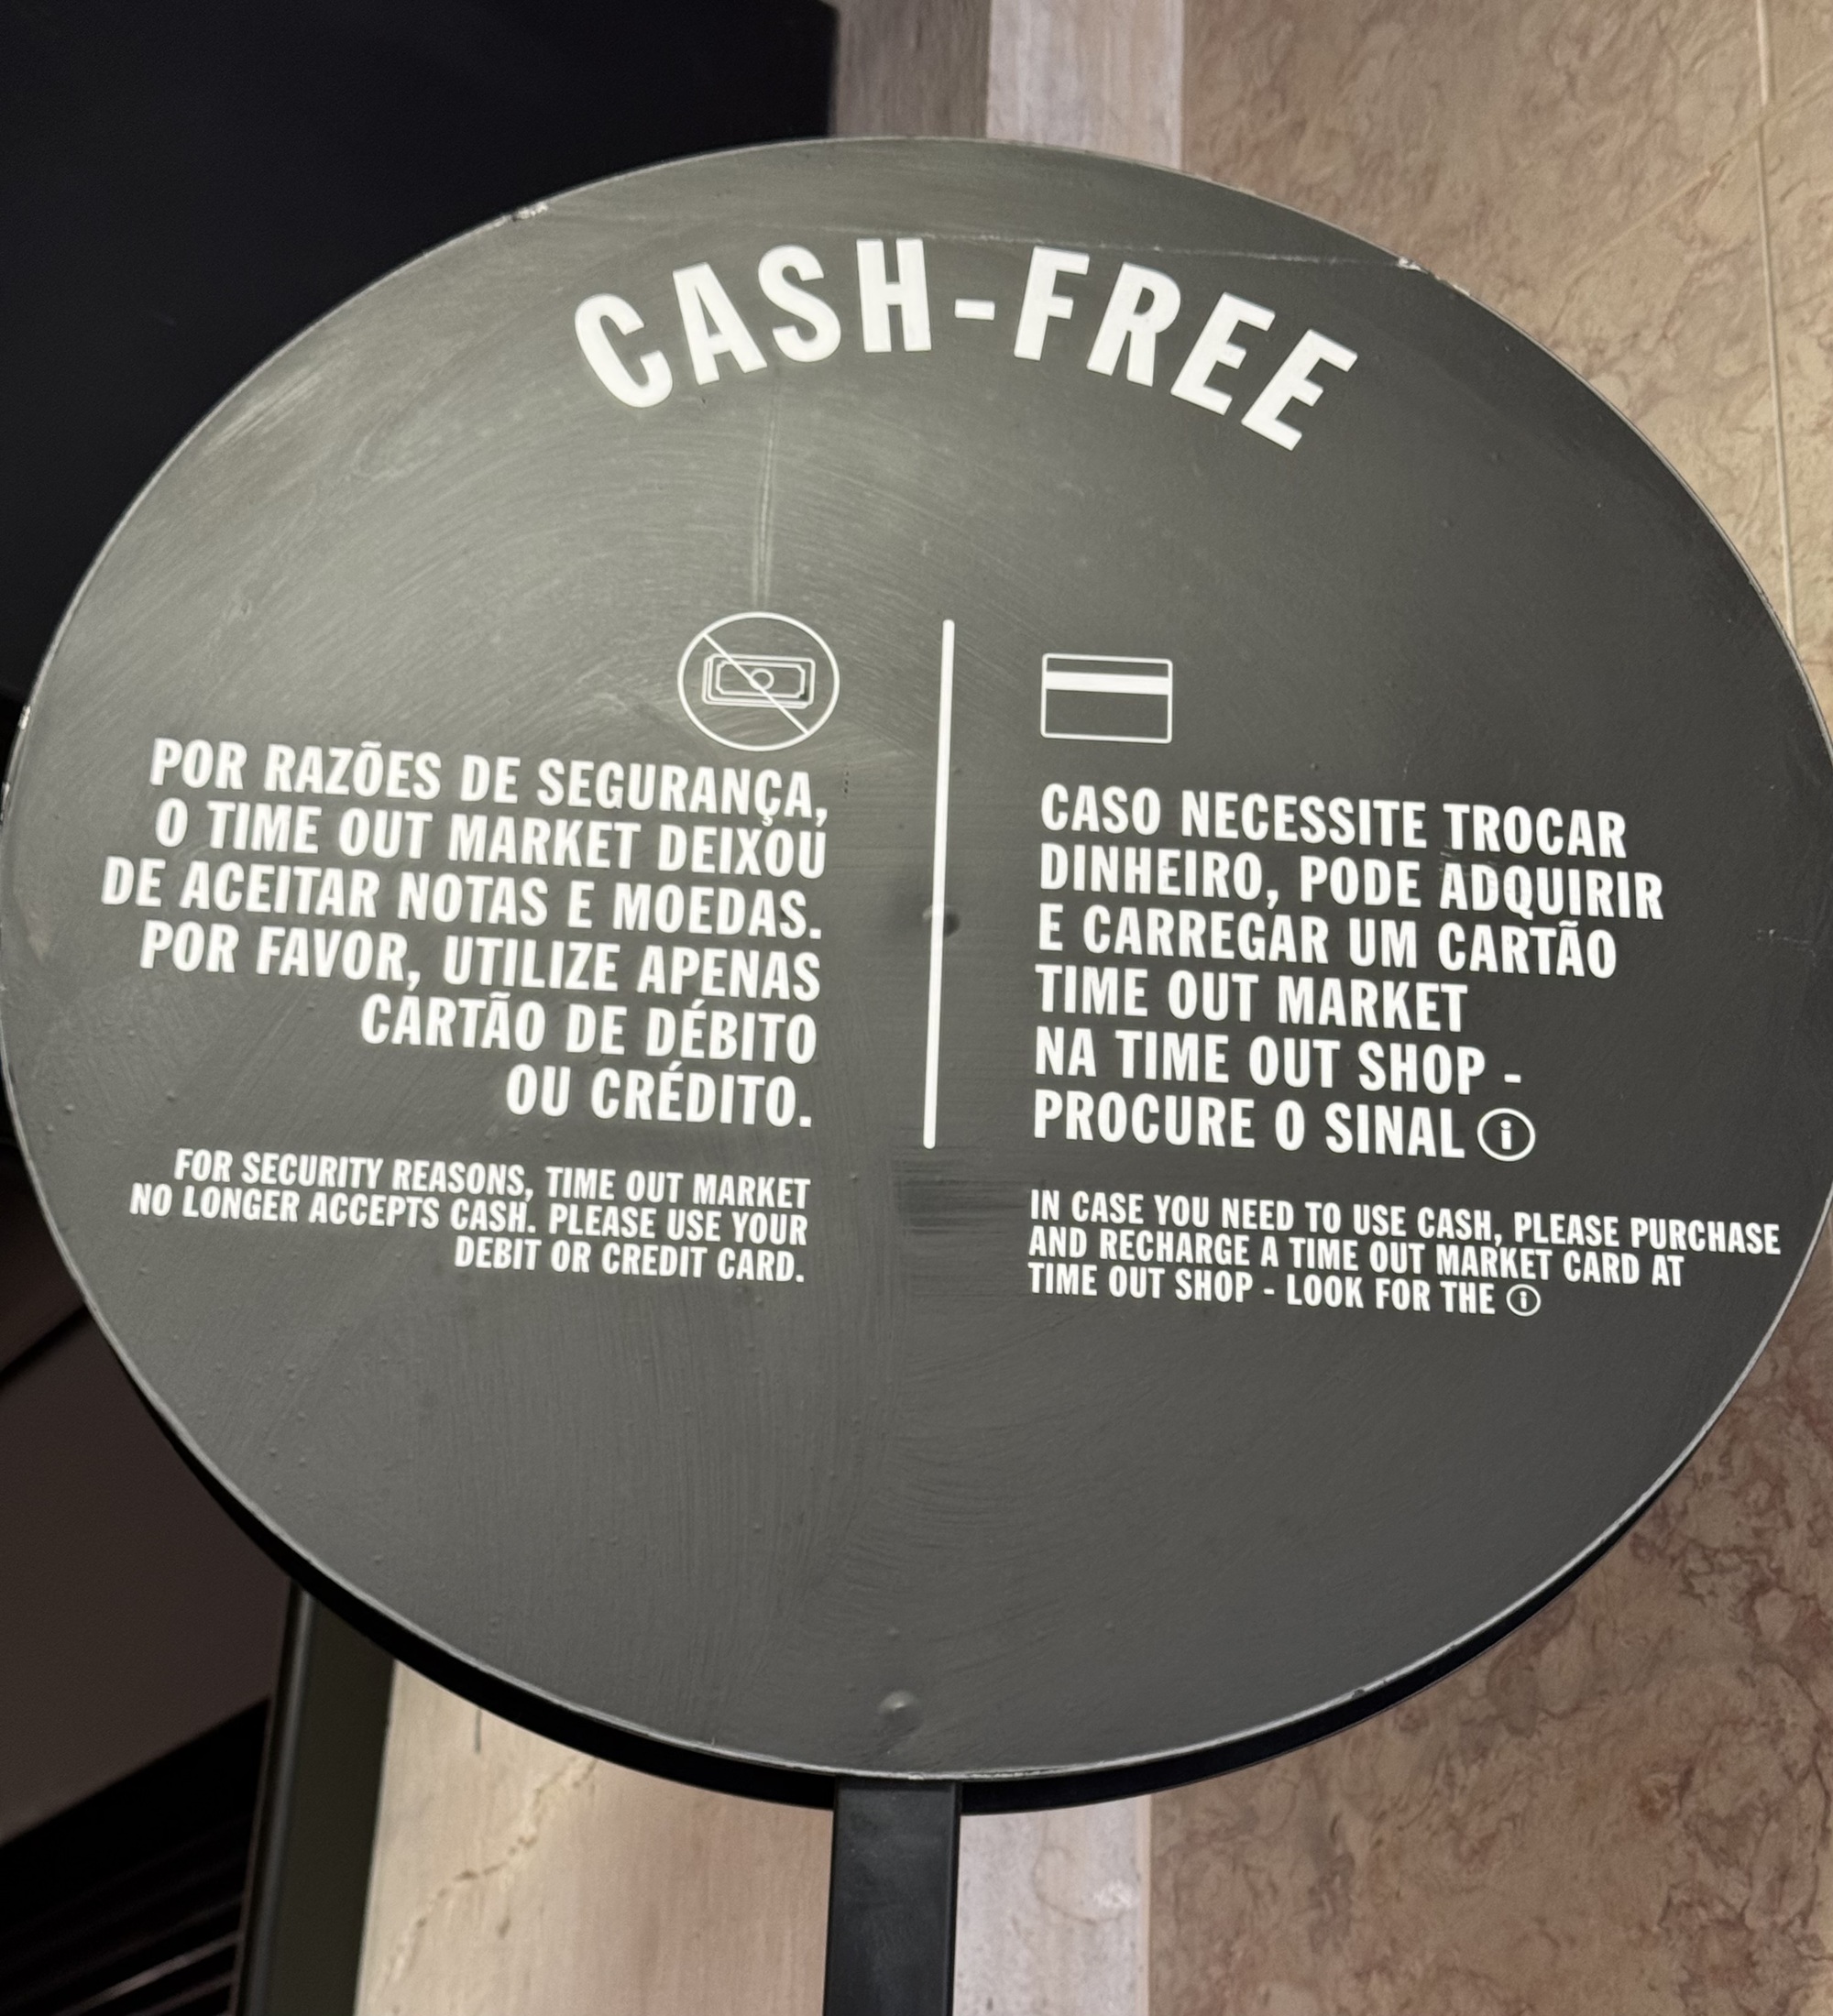 CASH-FREE
POR RAZÕES DE SEGURANÇA,
O TIME OUT MARKET DEIXOU
DE ACEITAR NOTAS E MOEDAS.
POR FAVOR, UTILIZE APENAS
CARTÃO DE DÉBITO
OU CRÉDITO.
FOR SECURITY REASONS, TIME OUT MARKET
NO LONGER ACCEPTS CASH. PLEASE USE YOUR
DEBIT OR CREDIT CARD.
CASO NECESSITE TROCAR
DINHEIRO, PODE ADQUIRIR
E CARREGAR UM CARTÃO
TIME OUT MARKET
NA TIME OUT SHOP -
PROCURE O SINAL i
IN CASE YOU NEED TO USE CASH, PLEASE PURCHASE
AND RECHARGE A TIME OUT MARKET CARD AT
TIME OUT SHOP - LOOK FOR THE i